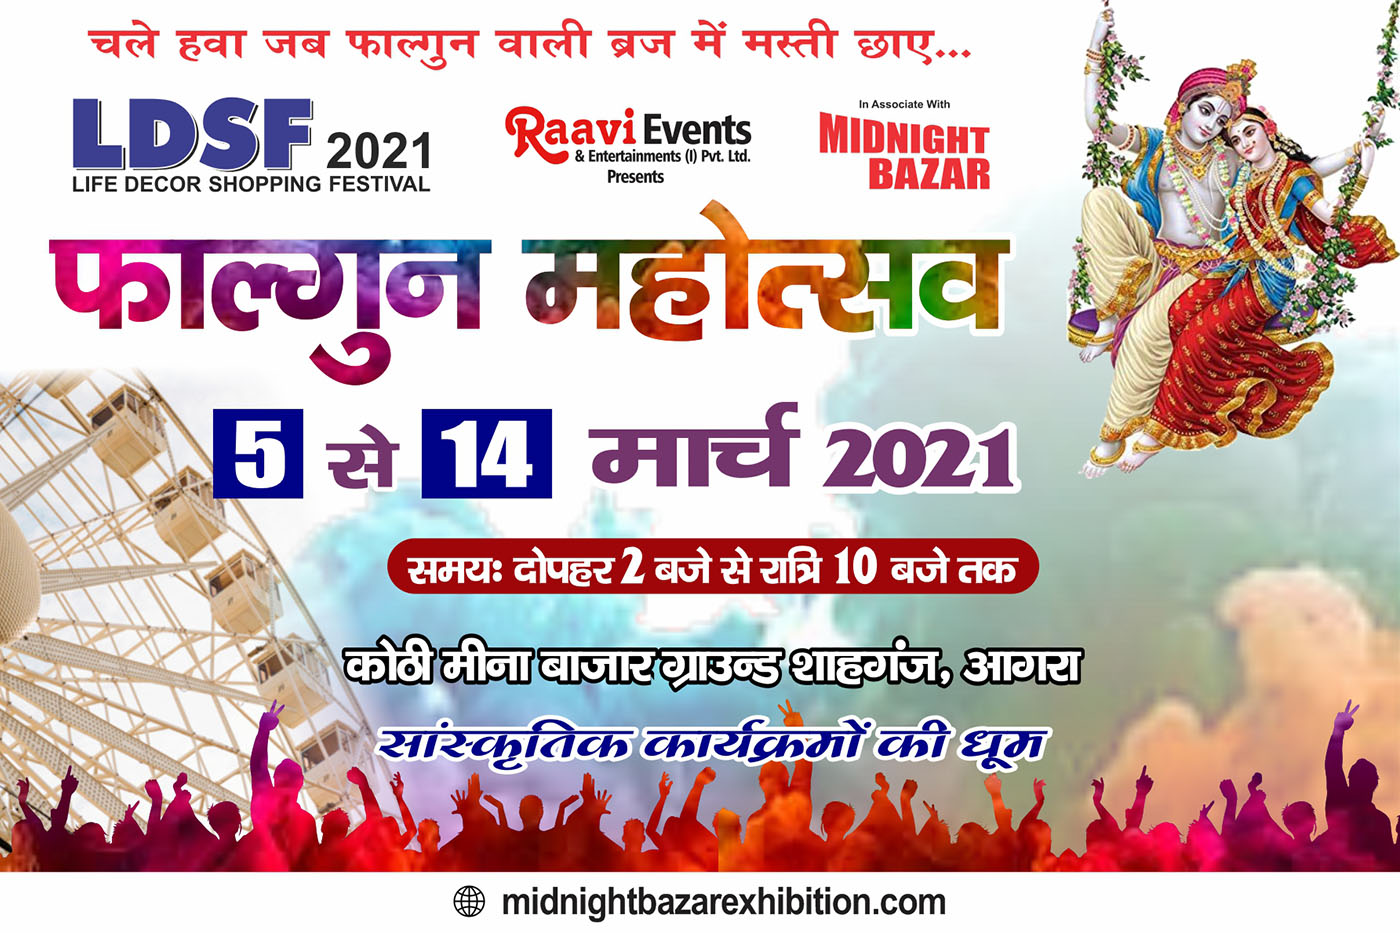 चले हवा जब फाल्गुन वाली ब्रज में मस्ती छाए...
LDSF 2021
LIFE DECOR SHOPPING FESTIVAL
Raavi Events
& Entertainments (I) Pvt. Ltd.
Presents
In Associate With
MIDNIGHT
BAZAR
फाल्गुन महोत्सव
5 से 14 मार्च 2021
समय: दोपहर 2 बजे से रात्रि 10 बजे तक
कोठी मीना बाजार ग्राउन्ड शाहगंज, आगरा
सांस्कृतिक कार्यक्रमों की धूम
midnightbazarexhibition.com